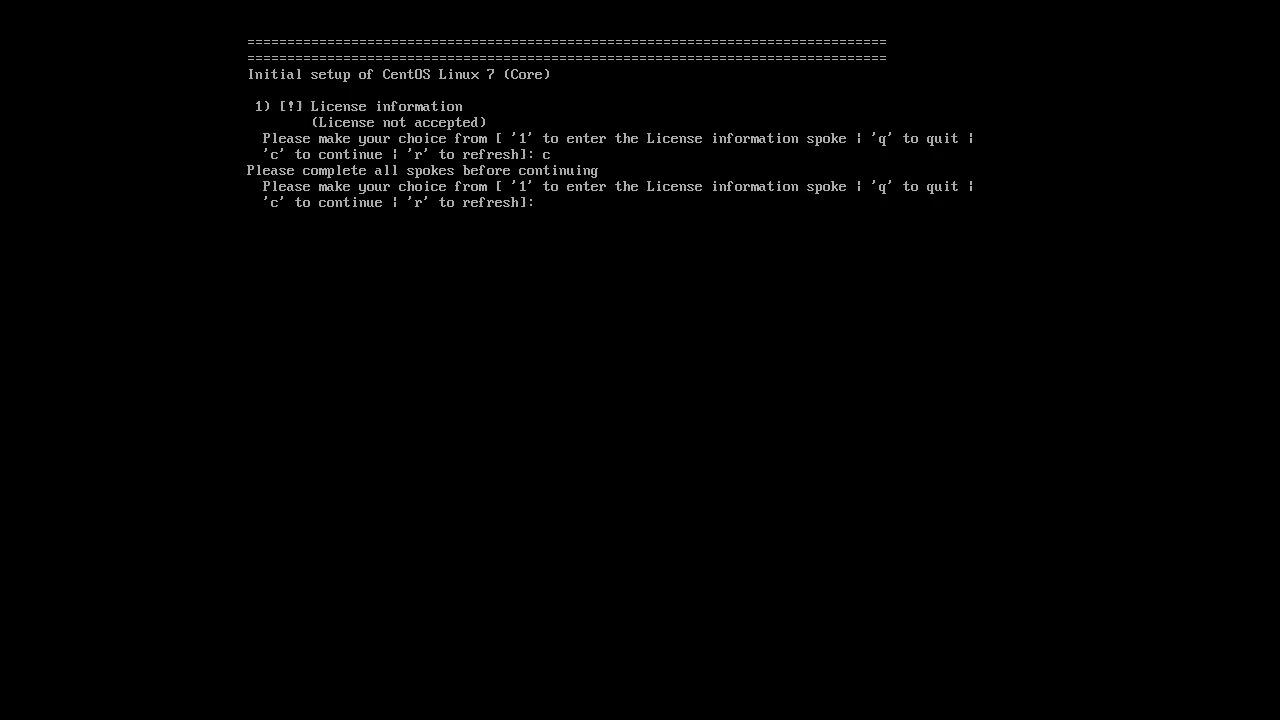 ================================================================================
================================================================================
Initial setup of CentOS Linux 7 (Core)
1) [!] License information
(License not accepted)
Please make your choice from [ '1' to enter the License information spoke | 'q' to quit |
'c' to continue | 'r' to refresh]: c
Please complete all spokes before continuing
Please make your choice from [ '1' to enter the License information spoke | 'q' to quit |
'c' to continue | 'r' to refresh]: